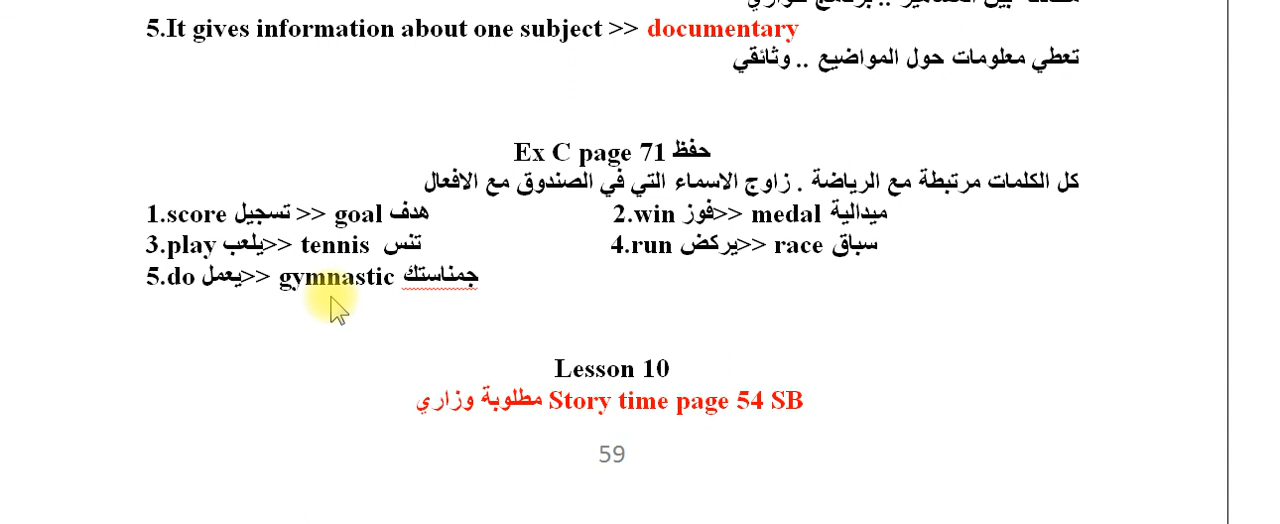 5.It gives information about one subject >> documentary
تعطي معلومات حول المواضيع .. وثائقي
Ex C page 71 حفظ
كل الكلمات مرتبطة مع الرياضة . زاوج الاسماء التي في الصندوق مع الافعال
1.score تسجيل >> goal هدف 2.win فوز>> medal ميدالية
3.play يلعب>> tennis تنس 4.run يركض>> race سباق
5.do يعمل>> gymnastic جمناستك
Lesson 10
مطلوبة وزاري Story time page 54 SB
59